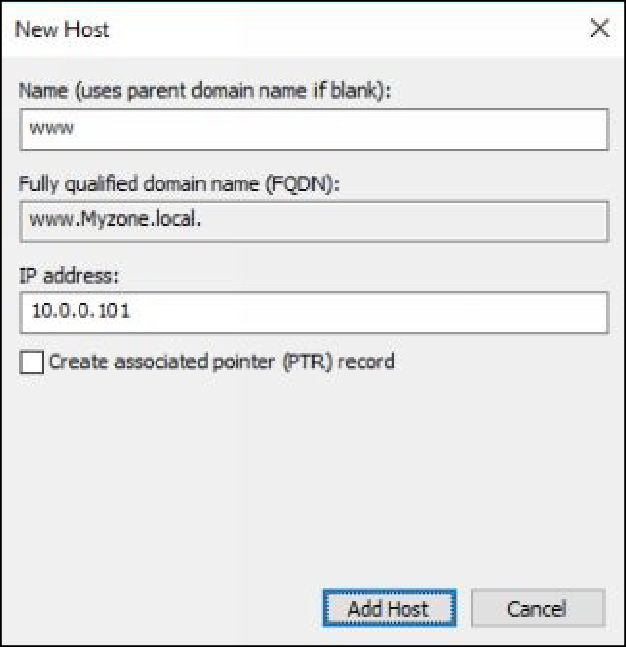 New Host
Name (uses parent domain name if blank):
www
Fully qualified domain name (FQDN):
www.Myzone.local.
IP address:
10.0.0.101
Create associated pointer (PTR) record
Add Host
Cancel